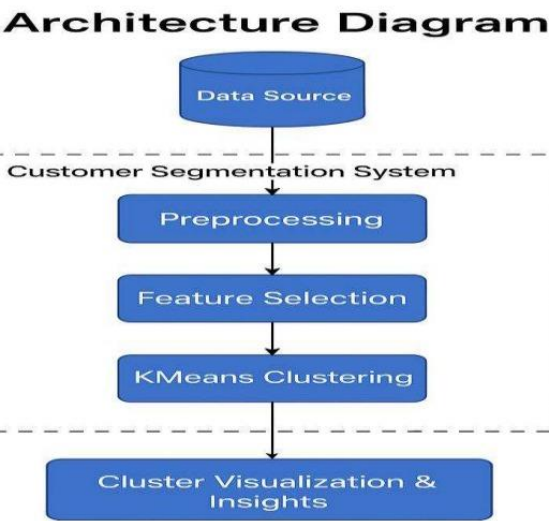 Architecture Diagram
Data Source
Customer Segmentation System
Preprocessing
Feature Selection
KMeans Clustering
Cluster Visualization &
Insights